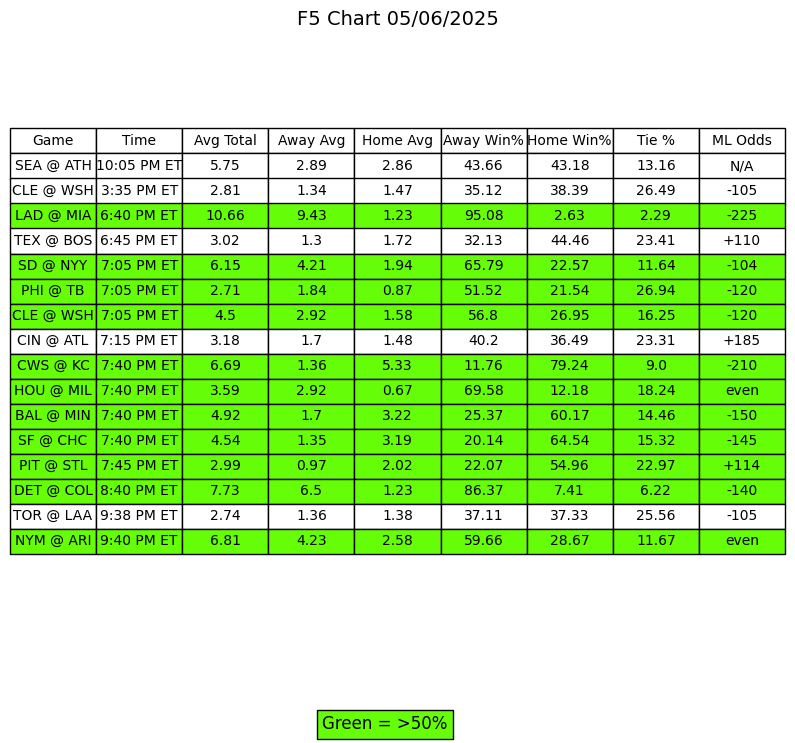 F5 Chart 05/06/2025
Game Time Avg Total Away Avg Home Avg Away Win% Home Win% Tie % ML Odds
SEA @ ATH 10:05 PM ET 5.75 2.89 2.86 43.66 43.18 13.16 N/A
CLE @ WSH 3:35 PM ET 2.81 1.34 1.47 35.12 38.39 26.49 -105
LAD @ MIA 6:40 PM ET 10.66 9.43 1.23 95.08 2.63 2.29 -225
TEX @ BOS 6:45 PM ET 3.02 1.3 1.72 32.13 44.46 23.41 +110
SD @ NYY 7:05 PM ET 6.15 4.21 1.94 65.79 22.57 11.64 -104
PHI @ TB 7:05 PM ET 2.71 1.84 0.87 51.52 21.54 26.94 -120
CLE @ WSH 7:05 PM ET 4.5 2.92 1.58 56.8 26.95 16.25 -120
CIN @ ATL 7:15 PM ET 3.18 1.7 1.48 40.2 36.49 23.31 +185
CWS @ KC 7:40 PM ET 6.69 1.36 5.33 11.76 79.24 9.0 -210
HOU @ MIL 7:40 PM ET 3.59 2.92 0.67 69.58 12.18 18.24 even
BAL @ MIN 7:40 PM ET 4.92 1.7 3.22 25.37 60.17 14.46 -150
SF @ CHC 7:40 PM ET 4.54 1.35 3.19 20.14 64.54 15.32 -145
PIT @ STL 7:45 PM ET 2.99 0.97 2.02 22.07 54.96 22.97 +114
DET @ COL 8:40 PM ET 7.73 6.5 1.23 86.37 7.41 6.22 -140
TOR @ LAA 9:38 PM ET 2.74 1.36 1.38 37.11 37.33 25.56 -105
NYM @ ARI 9:40 PM ET 6.81 4.23 2.58 59.66 28.67 11.67 even
Green = >50%